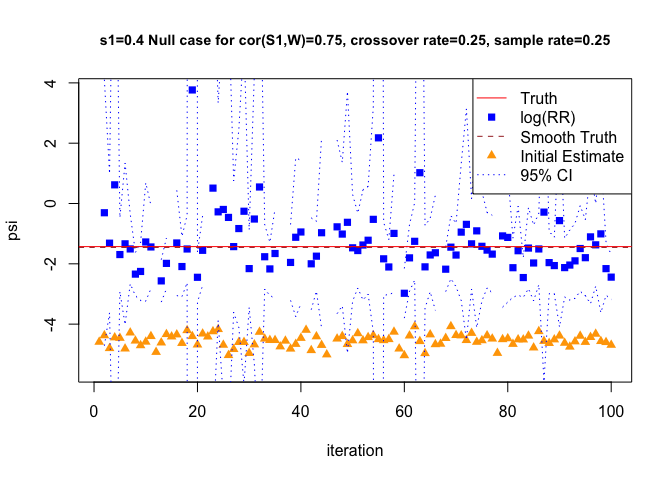 s1=0.4 Null case for cor(S1,W)=0.75, crossover rate=0.25, sample rate=0.25
4
2
0
-2
-4
psi
Truth
log(RR)
Smooth Truth
Initial Estimate
95% CI
0
20
40
60
80
100
iteration